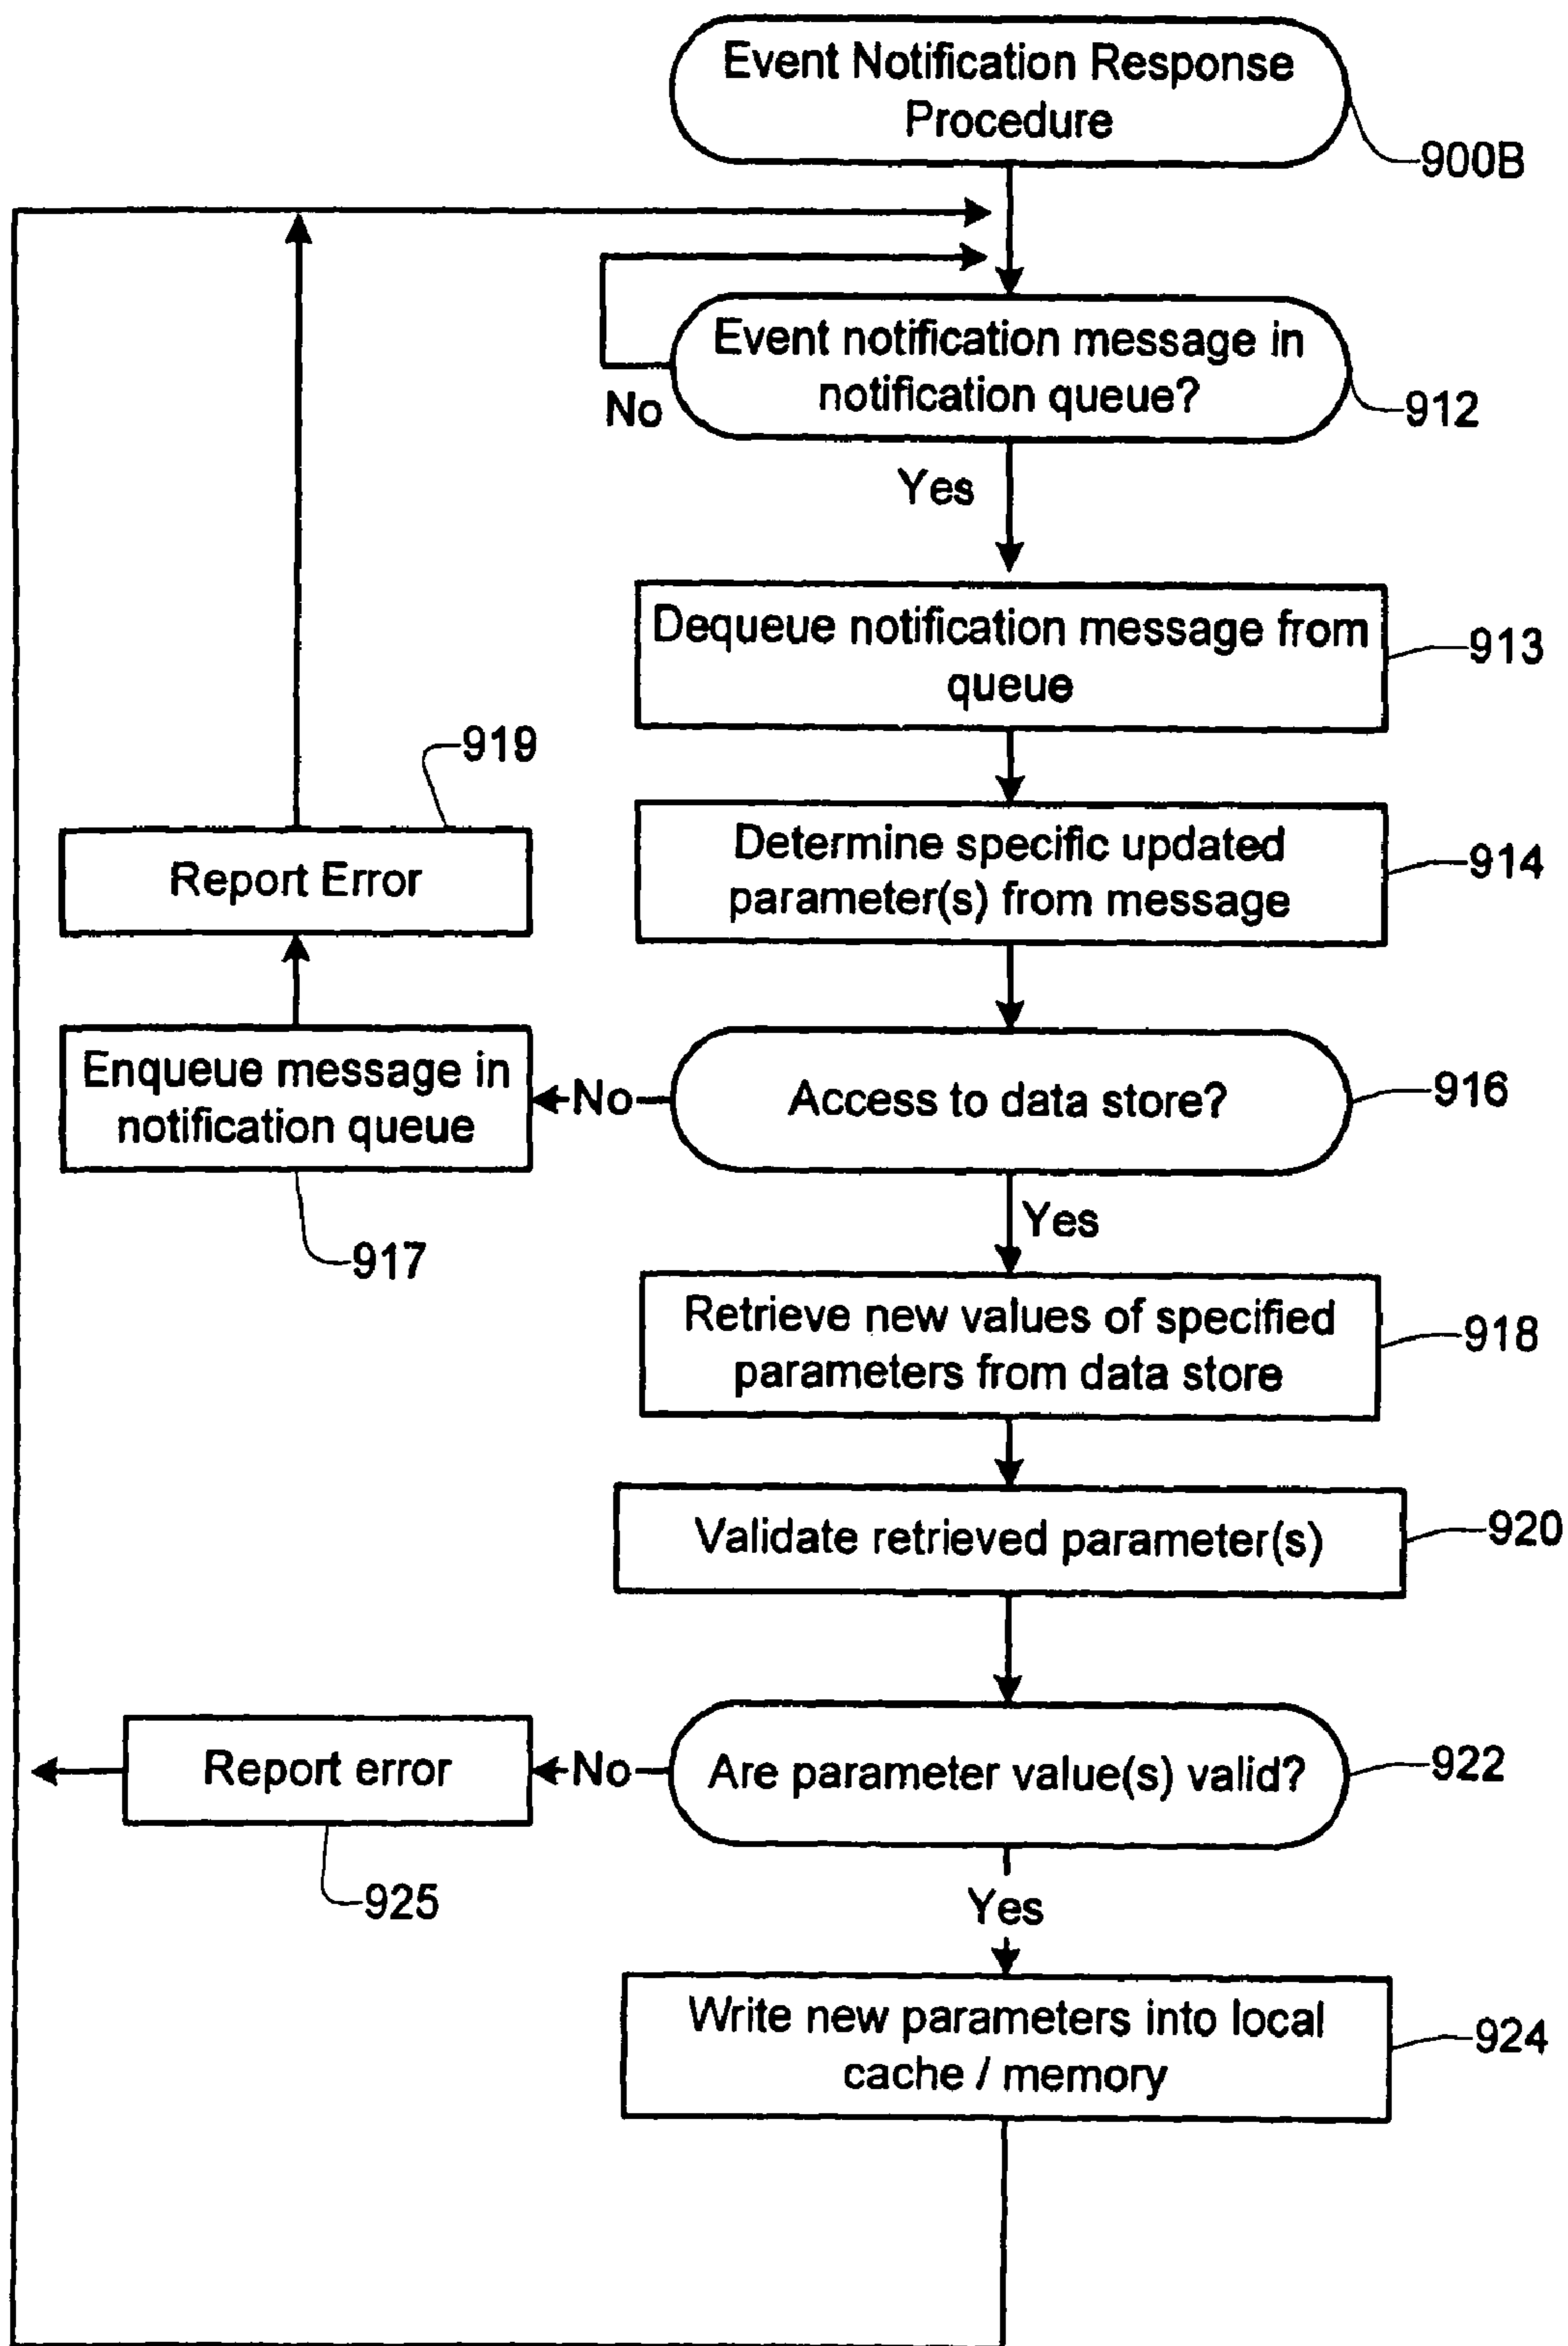 Event Notification Response
Procedure
900B
Event notification message in
notification queue?
912
No
Yes
Dequeue notification message from
queue
913
919
Determine specific updated
parameter(s) from message
914
Report Error
Enqueue message in
notification queue
No
Access to data store?
916
917
Yes
Retrieve new values of specified
parameters from data store
918
Validate retrieved parameter(s)
920
Report error
No
Are parameter value(s) valid?
922
925
Yes
Write new parameters into local
cache / memory
924